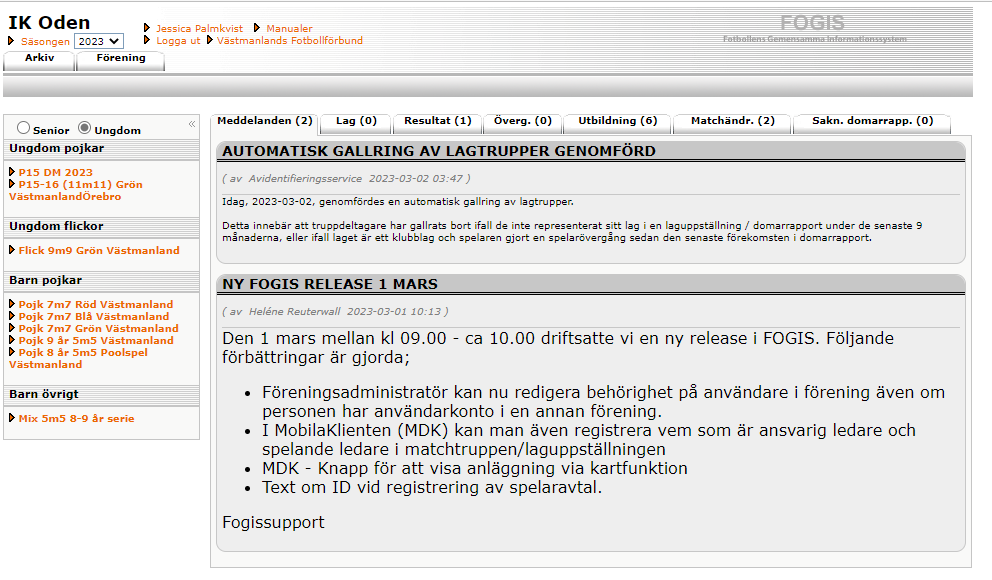 IK Oden
Säsongen 2023
Jessica Palmkvist Manualer
Logga ut Västmanlands Fotbollförbund
FOGIS
Fotbollens Gemensamma Informationssystem
Arkiv Förening
Senior Ungdom «
Ungdom pojkar
P15 DM 2023
P15-16 (11m11) Grön
VästmanlandÖrebro
Ungdom flickor
Flick 9m9 Grön Västmanland
Barn pojkar
Pojk 7m7 Röd Västmanland
Pojk 7m7 Blå Västmanland
Pojk 7m7 Grön Västmanland
Pojk 9 år 5m5 Västmanland
Pojk 8 år 5m5 Poolspel
Västmanland
Barn övrigt
Mix 5m5 8-9 år serie
Meddelanden (2) Lag (0) Resultat (1) Överg. (0) Utbildning (6) Matchändr. (2) Sakn. domarrapp. (0)
AUTOMATISK GALLRING AV LAGTRUPPER GENOMFÖRD
( av Avidentifieringsservice 2023-03-02 03:47 )
Idag, 2023-03-02, genomfördes en automatisk gallring av lagtrupper.
Detta innebär att truppdeltagare har gallrats bort ifall de inte representerat sitt lag i en laguppställning / domarrapport under de senaste 9
månaderna, eller ifall laget är ett klubblag och spelaren gjort en spelarövergång sedan den senaste förekomsten i domarrapport.
NY FOGIS RELEASE 1 MARS
( av Heléne Reuterwall 2023-03-01 10:13 )
Den 1 mars mellan kl 09.00 - ca 10.00 driftsatte vi en ny release i FOGIS. Följande
förbättringar är gjorda;
• Föreningsadministratör kan nu redigera behörighet på användare i förening även om
personen har användarkonto i en annan förening.
• I MobilaKlienten (MDK) kan man även registrera vem som är ansvarig ledare och
spelande ledare i matchtruppen/laguppställningen
• MDK - Knapp för att visa anläggning via kartfunktion
• Text om ID vid registrering av spelaravtal.
Fogissupport